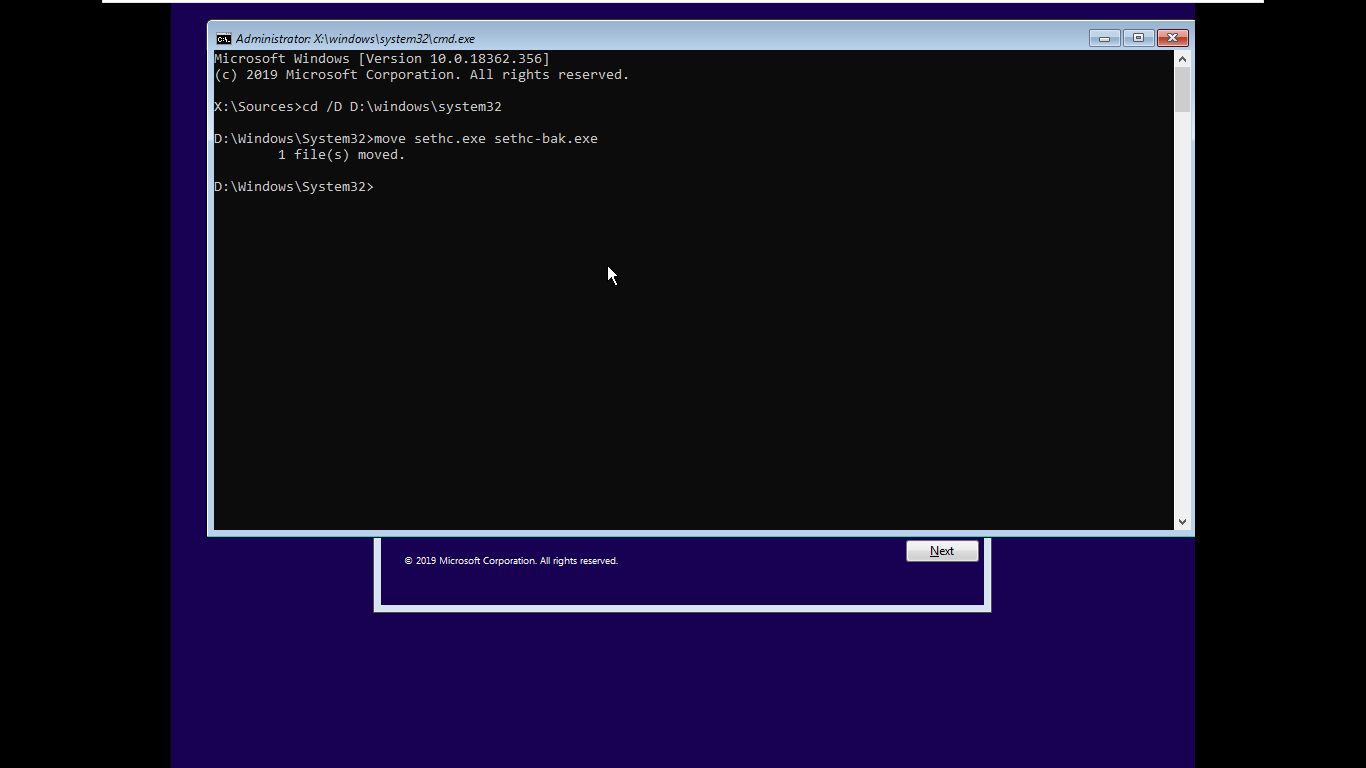 Administrator: X:\windows\system32\cmd.exe
Microsoft Windows [Version 10.0.18362.356]
(c) 2019 Microsoft Corporation. All rights reserved.
X:\Sources>cd /D D:\windows\system32
D:\Windows\System32>move sethc.exe sethc-bak.exe
1 file(s) moved.
D:\Windows\System32>
Next
© 2019 Microsoft Corporation. All rights reserved.